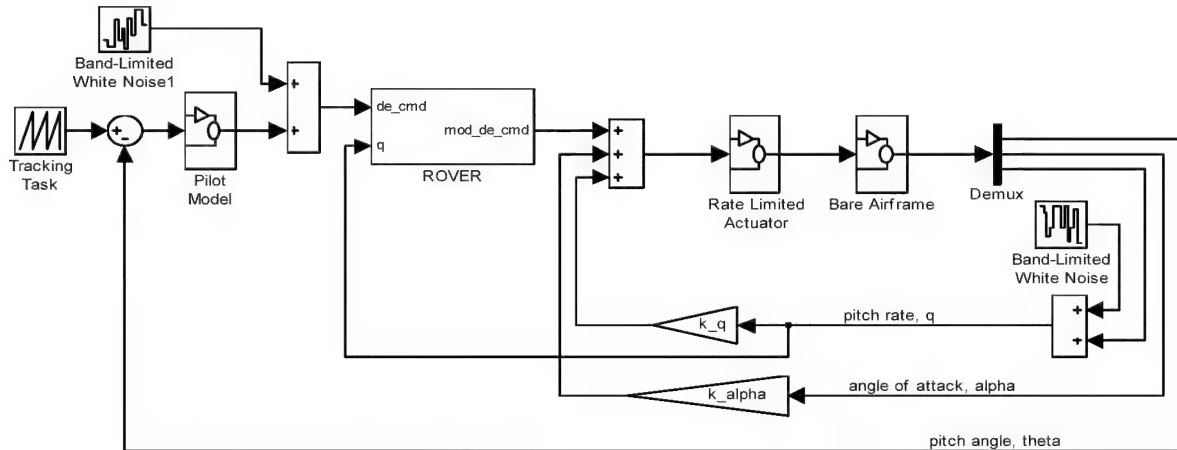 Band-Limited
White Noise1
+
+
de_cmd
mod_de_cmd
q
ROVER
Tracking
Task
+
-
Pilot
Model
+
+
+
Rate Limited
Actuator
Bare Airframe
Demux
Band-Limited
White Noise
+
+
pitch rate, q
k_q
angle of attack, alpha
k_alpha
pitch angle, theta